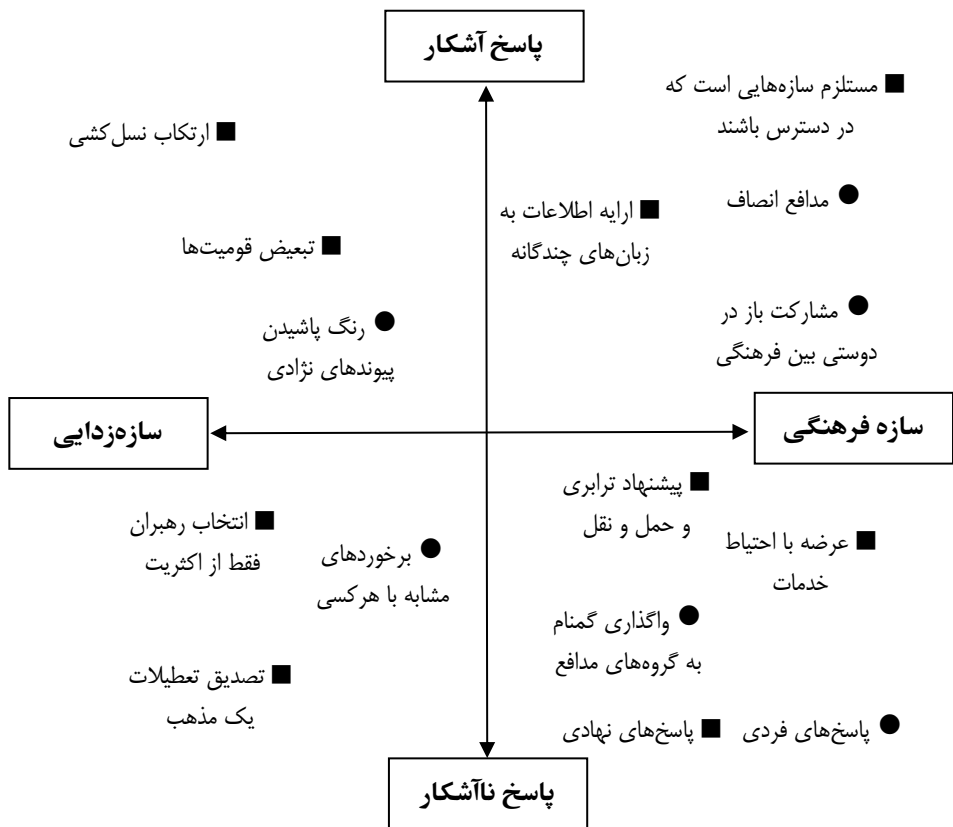 پاسخ آشکار
■ مستلزم سازه‌هایی است که
در دسترس باشند
■ ارتکاب نسل‌کشی
● مدافع انصاف
■ ارایه اطلاعات به
زبان‌های چندگانه
■ تبعیض قومیت‌ها
● مشارکت باز در
دوستی بین فرهنگی
● رنگ پاشیدن
پیوندهای نژادی
سازه فرهنگی
سازه‌زدایی
■ پیشنهاد ترابری
و حمل و نقل
■ عرضه با احتیاط
خدمات
■ انتخاب رهبران
فقط از اکثریت
● برخوردهای
مشابه با هرکسی
● واگذاری گمنام
به گروه‌های مدافع
■ تصدیق تعطیلات
یک مذهب
● پاسخ‌های فردی ■ پاسخ‌های نهادی
پاسخ ناآشکار